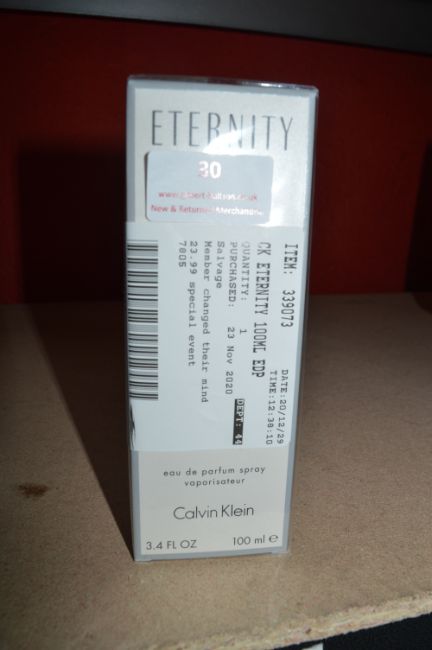 ETERNITY
30
New & Returned Merchandise
ITEM: 339073
DATE:20/12/29
TIME:12:38:10
CK ETERNITY 100ML EDP
DEPT: 44
QUANTITY: 1
PURCHASED: 23 Nov 2020
Salvage
Member changed their mind
23.99 special event
7805
eau de parfum spray
vaporisateur
Calvin Klein
3.4 FL OZ 100 ml e